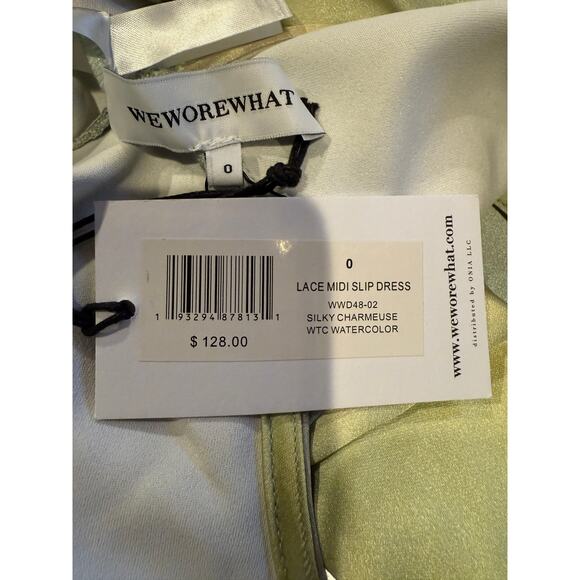 WEWOREWHAT
0
0
LACE MIDI SLIP DRESS
WWD48-02
SILKY CHARMEUSE
WTC WATERCOLOR
1 93294 87813 1
$ 128.00
www.weworewhat.com
distributed by ONIA LLC